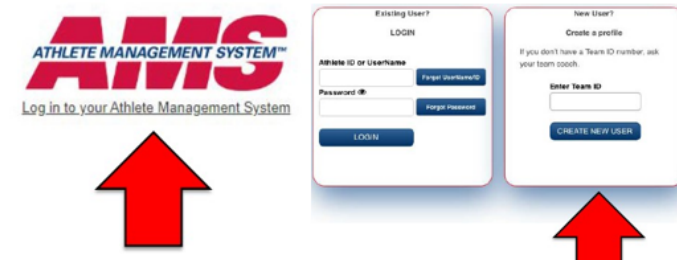 AMS
ATHLETE MANAGEMENT SYSTEM™
Log in to your Athlete Management System
Existing User?
LOGIN
Athlete ID or UserName
Forgot UserName/ID
Password
Forgot Password
LOGIN
New User?
Create a profile
If you don't have a Team ID number, ask
your team coach.
Enter Team ID
CREATE NEW USER